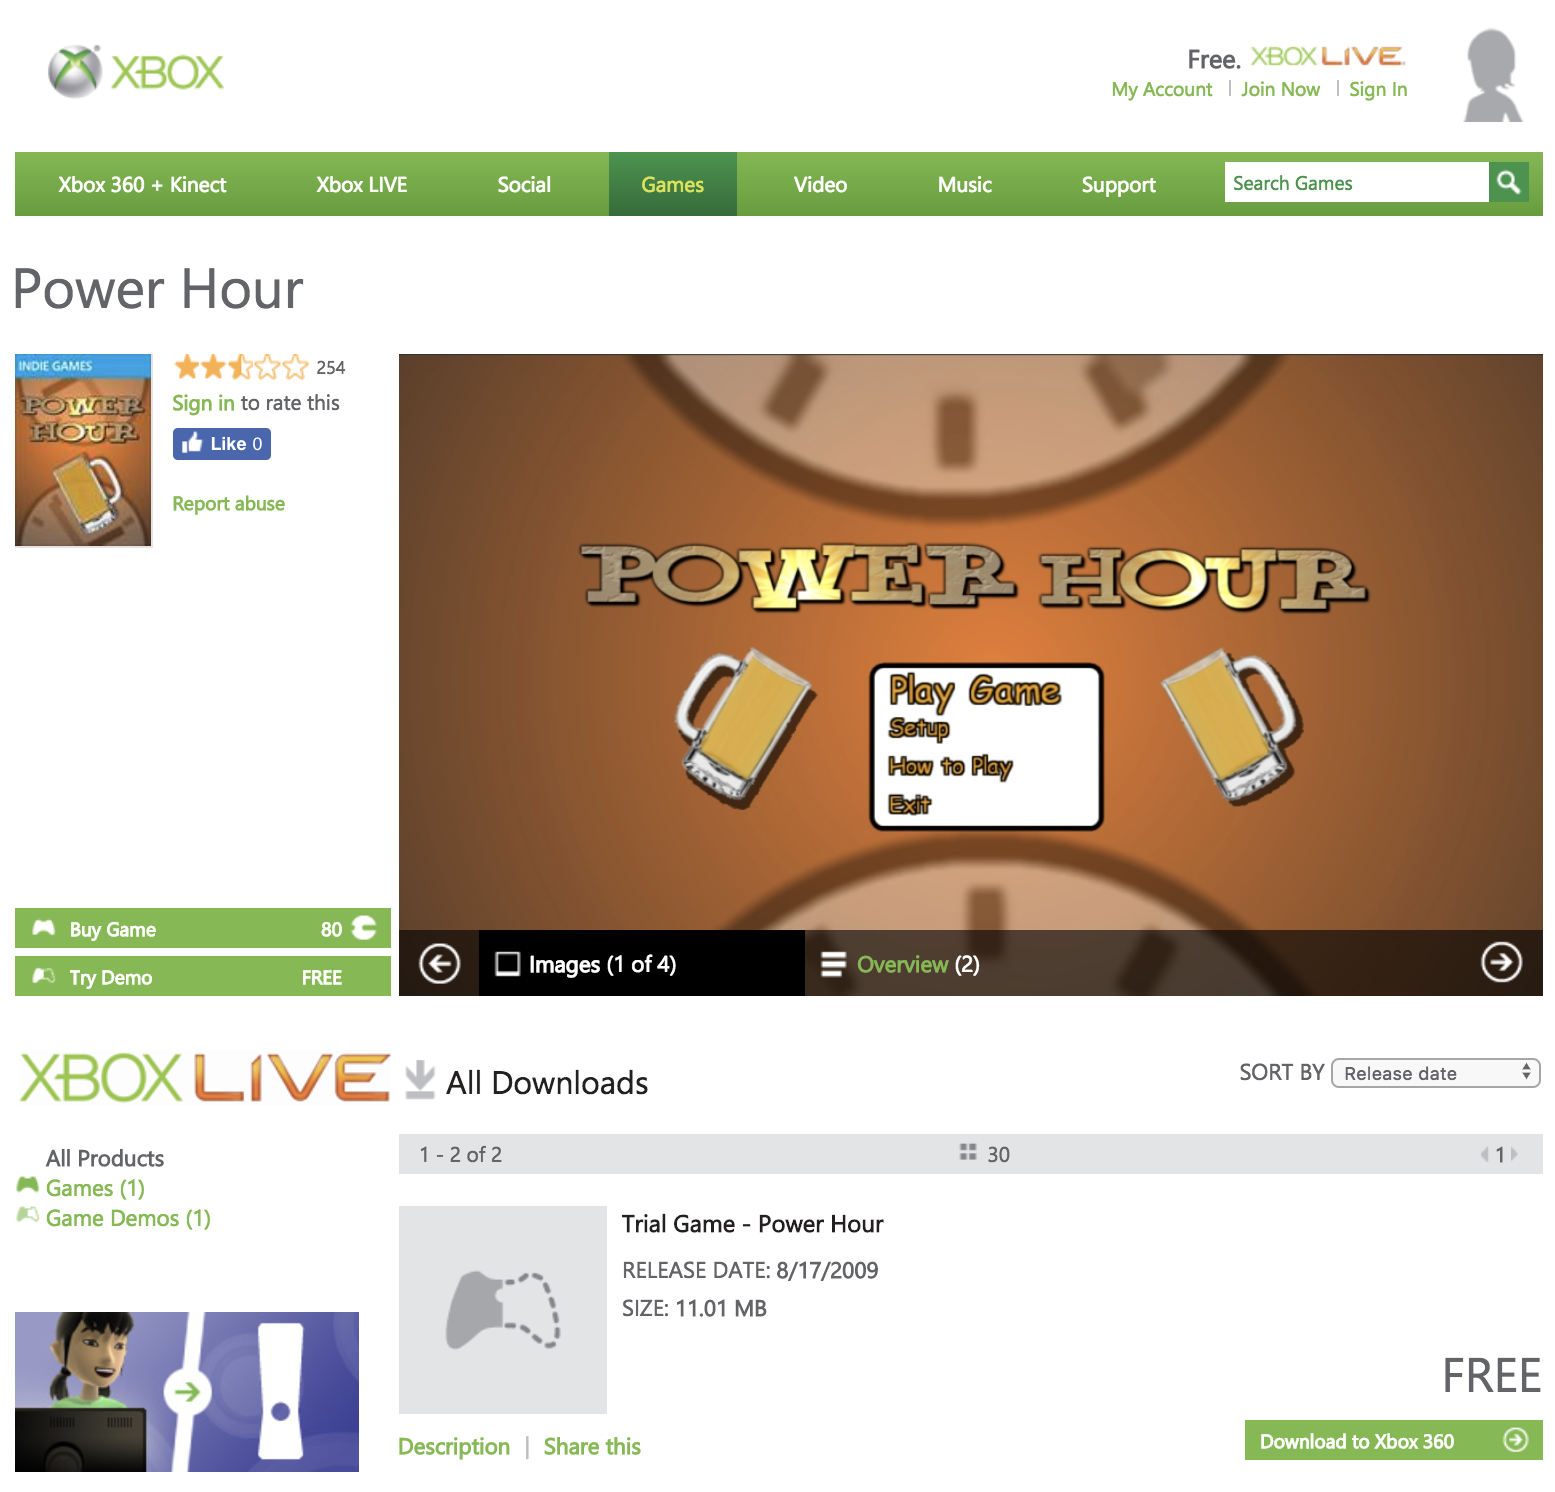 XBOX
Free. XBOX LIVE
My Account | Join Now | Sign In
Xbox 360 + Kinect Xbox LIVE Social Games Video Music Support Search Games
Power Hour
INDIE GAMES
POWER
HOUR
254
Sign in to rate this
Like 0
Report abuse
POWER HOUR
Play Game
Setup
How to Play
Exit
Buy Game 80
Try Demo FREE
Images (1 of 4) Overview (2)
XBOX LIVE
All Downloads
SORT BY Release date
All Products
Games (1)
Game Demos (1)
1 - 2 of 2 30 1
Trial Game - Power Hour
RELEASE DATE: 8/17/2009
SIZE: 11.01 MB
FREE
Description | Share this
Download to Xbox 360